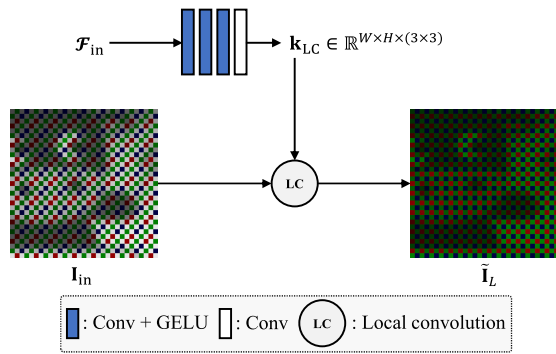 𝓕in
𝐤LC ∈ ℝ^{W×H×(3×3)}
LC
𝐈in
Ĩ_L
: Conv + GELU : Conv LC : Local convolution